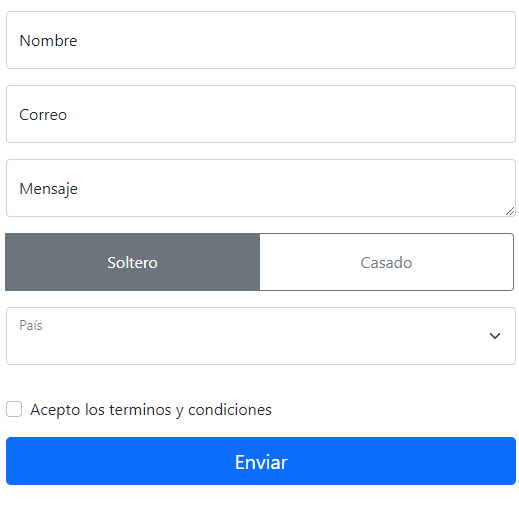 Nombre
Correo
Mensaje
Soltero Casado
País
Acepto los terminos y condiciones
Enviar